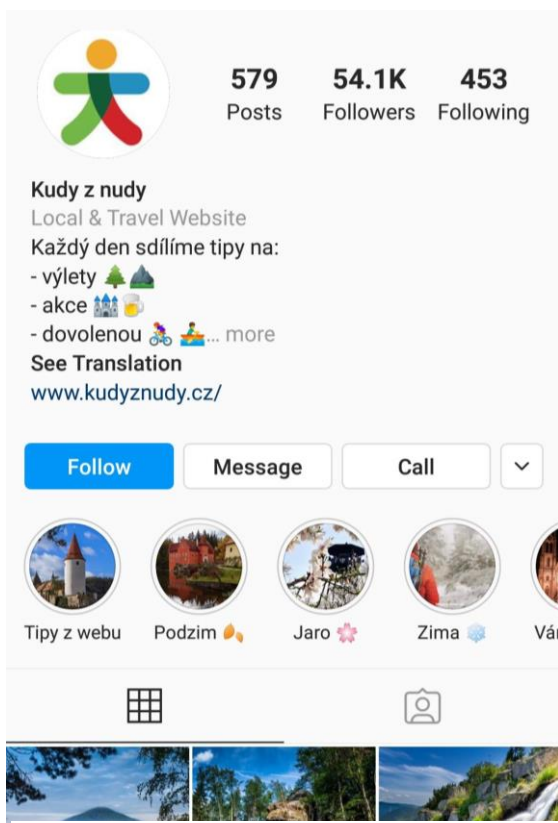 579 54.1K 453
Posts Followers Following
Kudy z nudy
Local & Travel Website
Každý den sdílíme tipy na:
- výlety 🌲⛰️
- akce 🏰🍺
- dovolenou 🚴‍♀️ 🚣‍♂️... more
See Translation
www.kudyznudy.cz/
Follow Message Call
Tipy z webu Podzim 🍂 Jaro 🌸 Zima ❄️